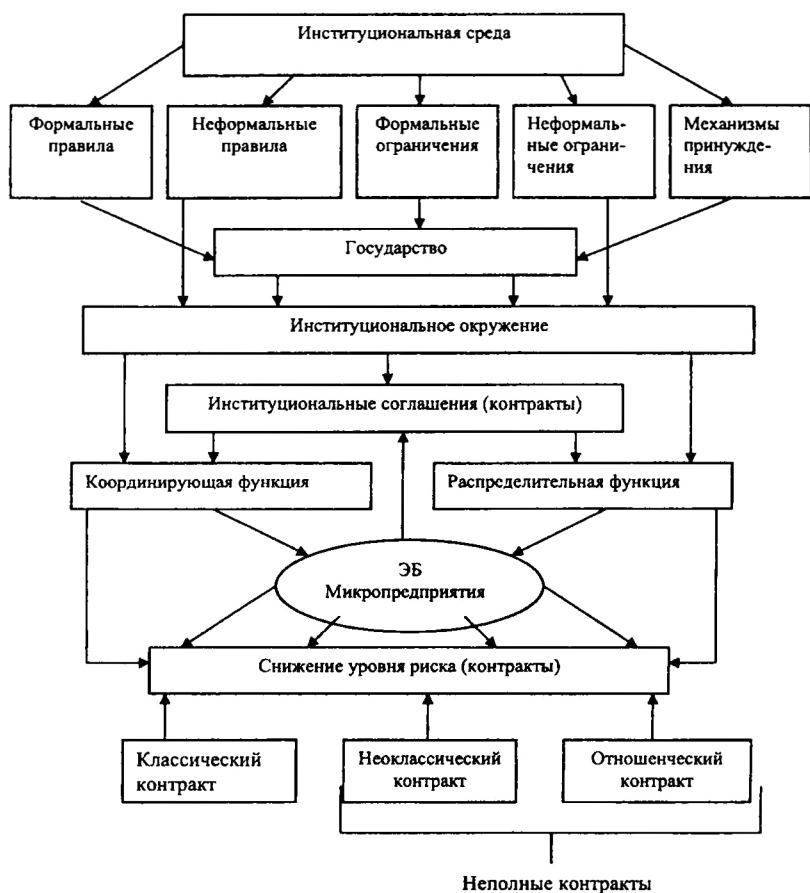 Институциональная среда
Формальные
правила
Неформальные
правила
Формальные
ограничения
Неформаль-
ные ограни-
чения
Механизмы
принужде-
ния
Государство
Институциональное окружение
Институциональные соглашения (контракты)
Координирующая функция
Распределительная функция
ЭБ
Микропредприятия
Снижение уровня риска (контракты)
Классический
контракт
Неоклассический
контракт
Отношенческий
контракт
Неполные контракты